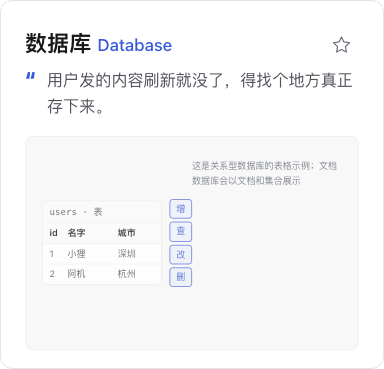 数据库 Database
“ 用户发的内容刷新就没了，得找个地方真正
存下来。
这是关系型数据库的表格示例；文档
数据库会以文档和集合展示
users · 表
id 名字 城市
1 小狸 深圳
2 阿机 杭州
增
查
改
删